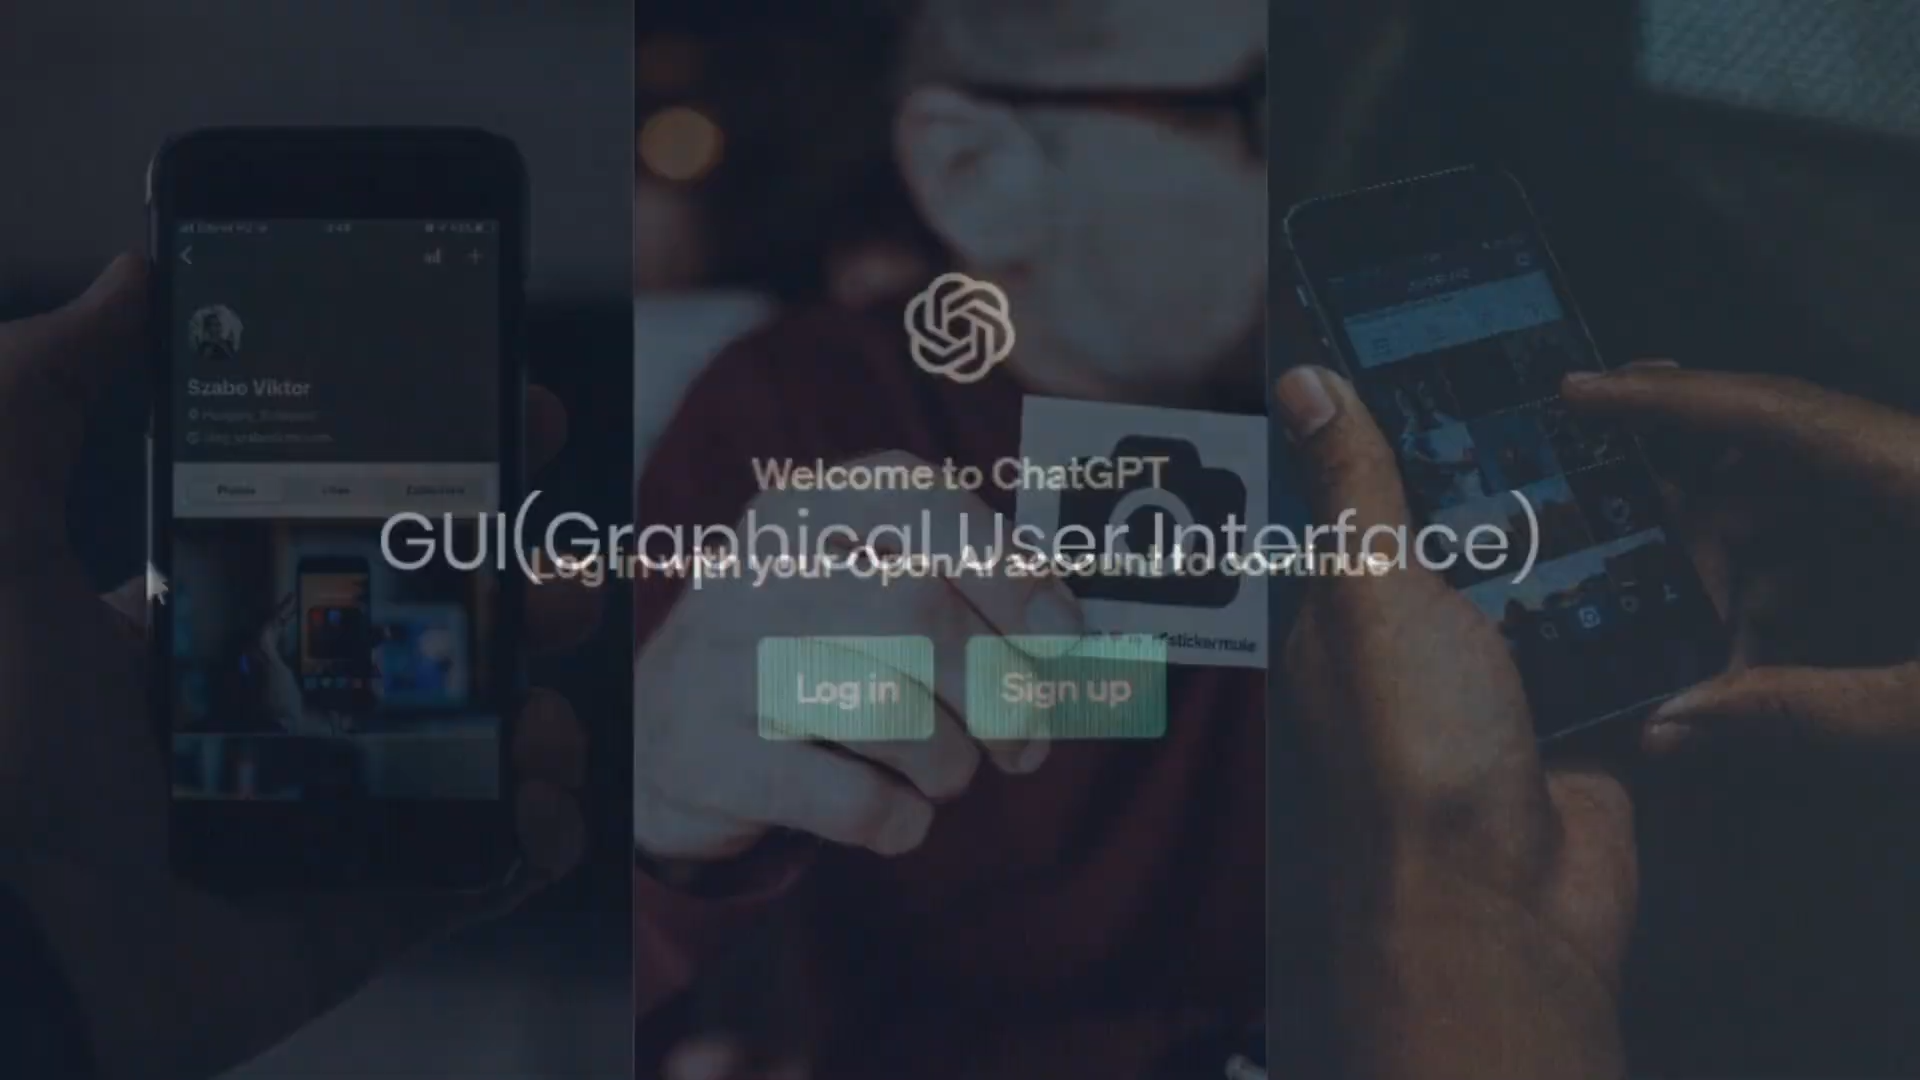 Szabo Viktor
Welcome to ChatGPT
GUI(Graphical User Interface)
Log in with your OpenAI account to continue
stickermule
Log in
Sign up